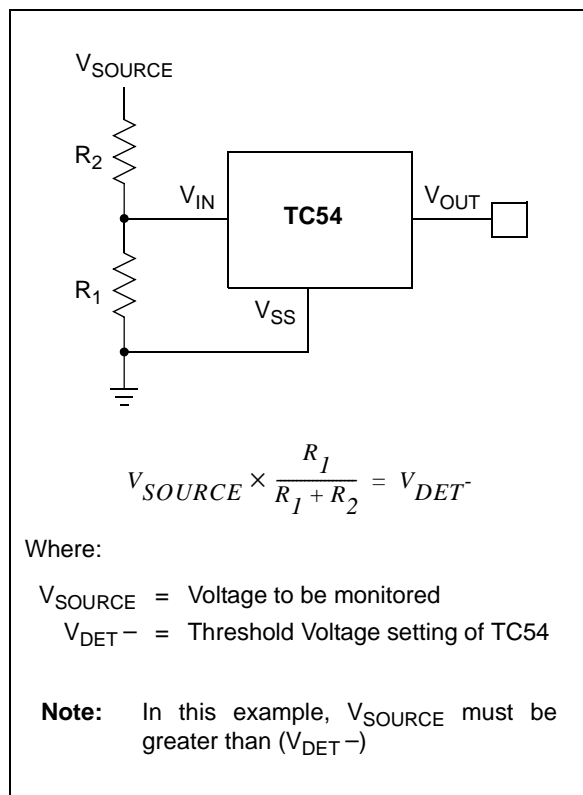 VSOURCE
R2
VIN
TC54
VOUT
R1
VSS
VSOURCE × R1 / (R1 + R2) = VDET-
Where:
VSOURCE = Voltage to be monitored
VDET – = Threshold Voltage setting of TC54
Note: In this example, VSOURCE must be
greater than (VDET –)